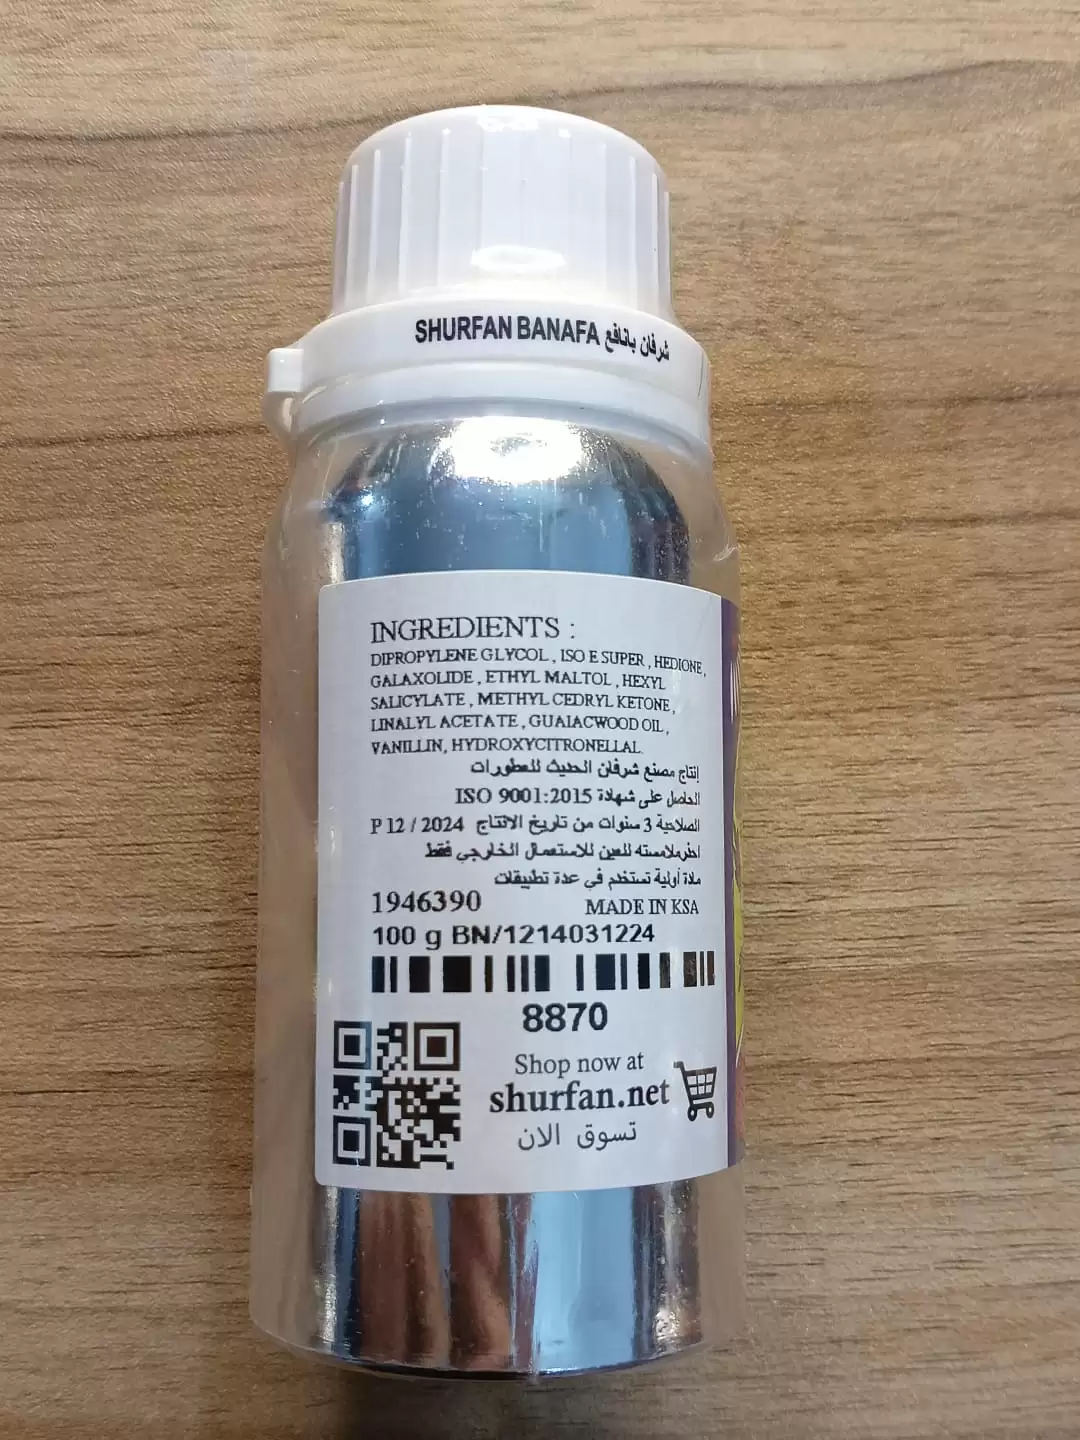 SHURFAN BANAFA شرفان بانافع
INGREDIENTS :
DIPROPYLENE GLYCOL , ISO E SUPER , HEDIONE,
GALAXOLIDE , ETHYL MALTOL , HEXYL
SALICYLATE , METHYL CEDRYL KETONE ,
LINALYL ACETATE , GUAIACWOOD OIL ,
VANILLIN, HYDROXYCITRONELLAL.
إنتاج مصنع شرفان الحديث للعطورات
الحاصل على شهادة ISO 9001:2015
الصلاحية 3 سنوات من تاريخ الانتاج P 12 / 2024
احذرملامسته للعين للاستعمال الخارجي فقط
مادة أولية تستخدم في عدة تطبيقات
1946390 MADE IN KSA
100 g BN/1214031224
8870
Shop now at
shurfan.net
تسوق الان